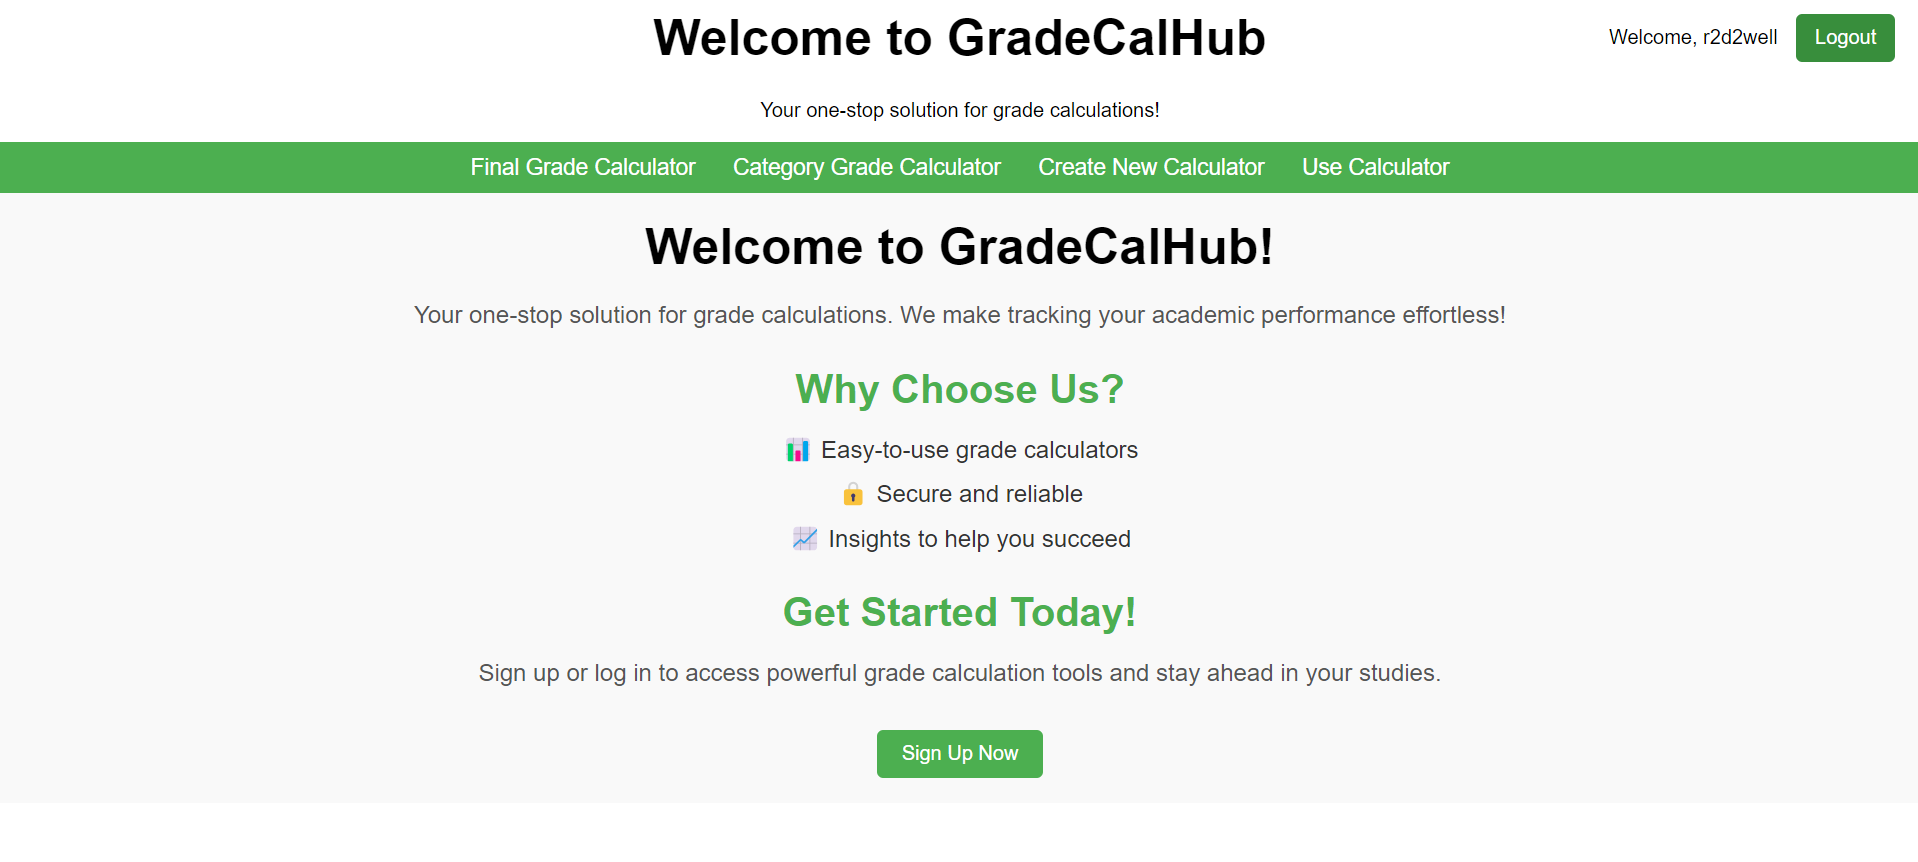 Welcome to GradeCalHub
Welcome, r2d2well
Logout
Your one-stop solution for grade calculations!
Final Grade Calculator
Category Grade Calculator
Create New Calculator
Use Calculator
Welcome to GradeCalHub!
Your one-stop solution for grade calculations. We make tracking your academic performance effortless!
Why Choose Us?
Easy-to-use grade calculators
Secure and reliable
Insights to help you succeed
Get Started Today!
Sign up or log in to access powerful grade calculation tools and stay ahead in your studies.
Sign Up Now